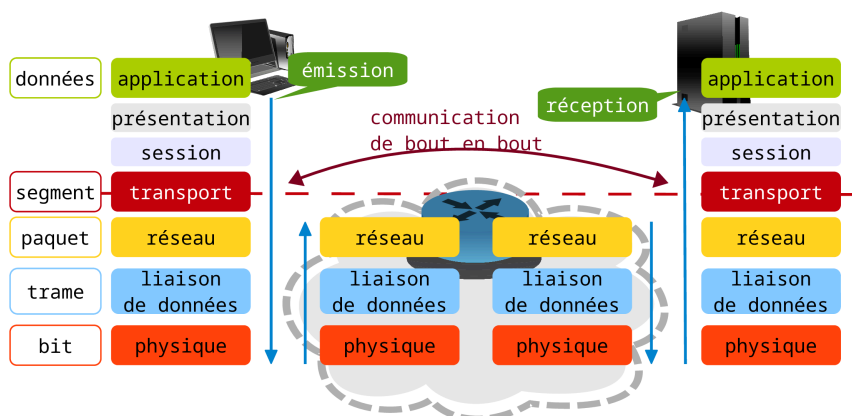 émission
données
application
application
réception
communication
de bout en bout
présentation
présentation
session
session
segment
transport
transport
paquet
réseau
réseau
réseau
réseau
trame
liaison
de données
liaison
de données
liaison
de données
liaison
de données
bit
physique
physique
physique
physique